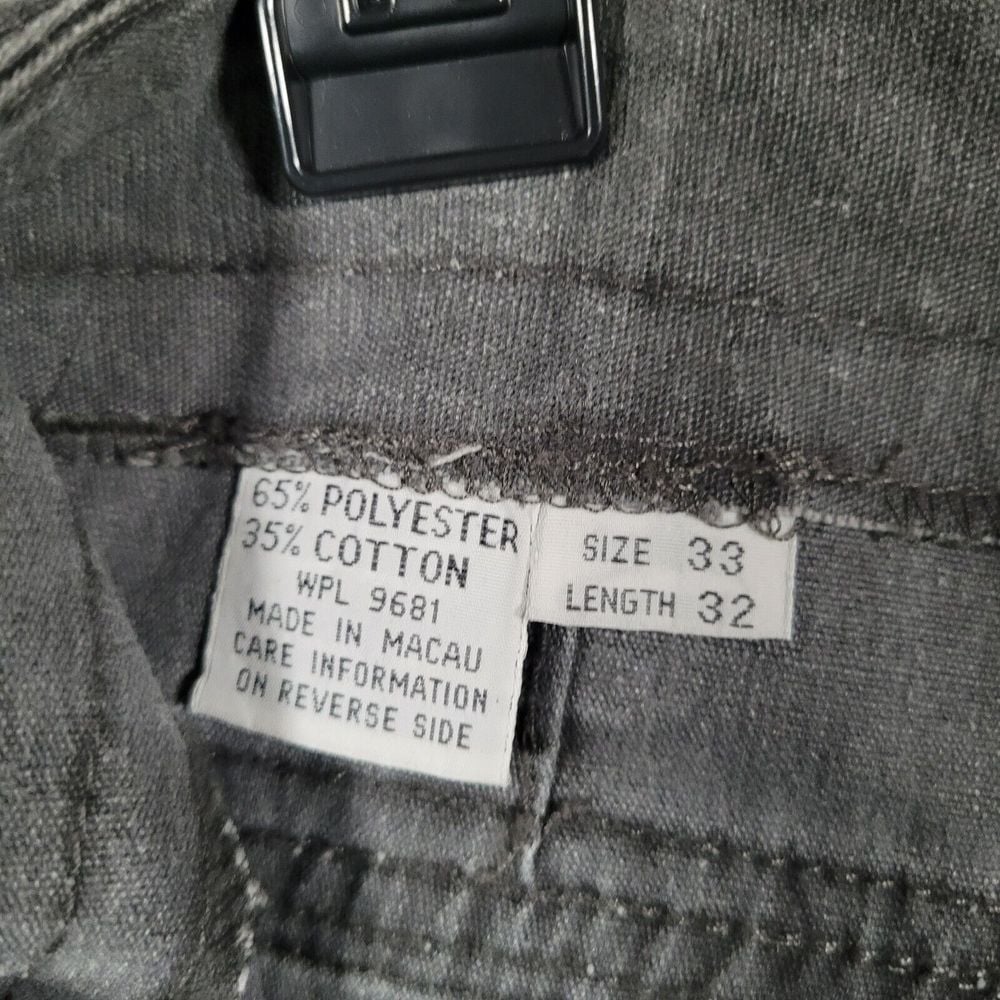 65% POLYESTER
35% COTTON
WPL 9681
MADE IN MACAU
CARE INFORMATION
ON REVERSE SIDE
SIZE 33
LENGTH 32